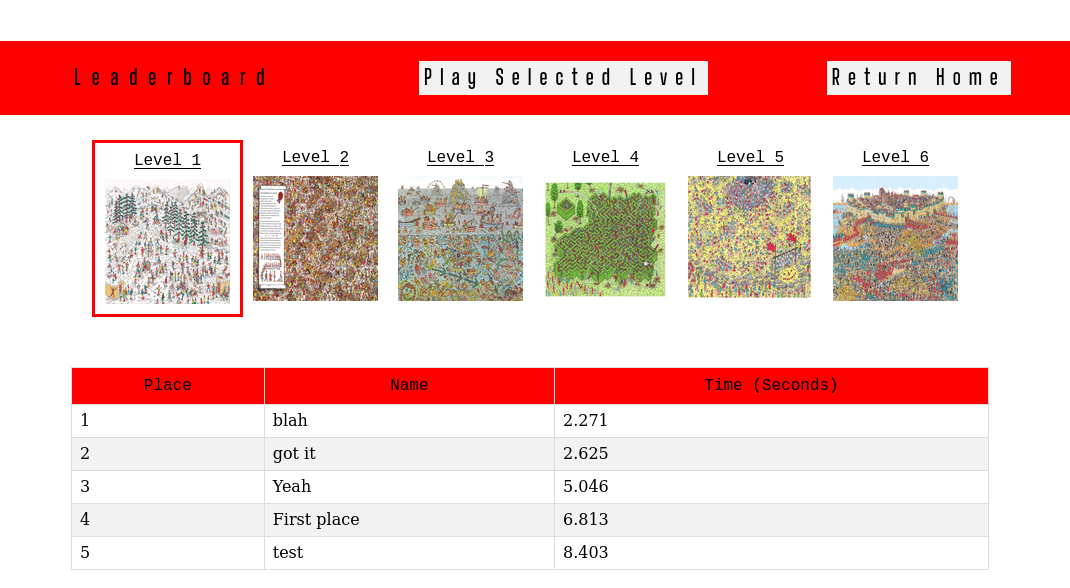 Leaderboard Play Selected Level Return Home
Level 1 Level 2 Level 3 Level 4 Level 5 Level 6
Place Name Time (Seconds)
1 blah 2.271
2 got it 2.625
3 Yeah 5.046
4 First place 6.813
5 test 8.403